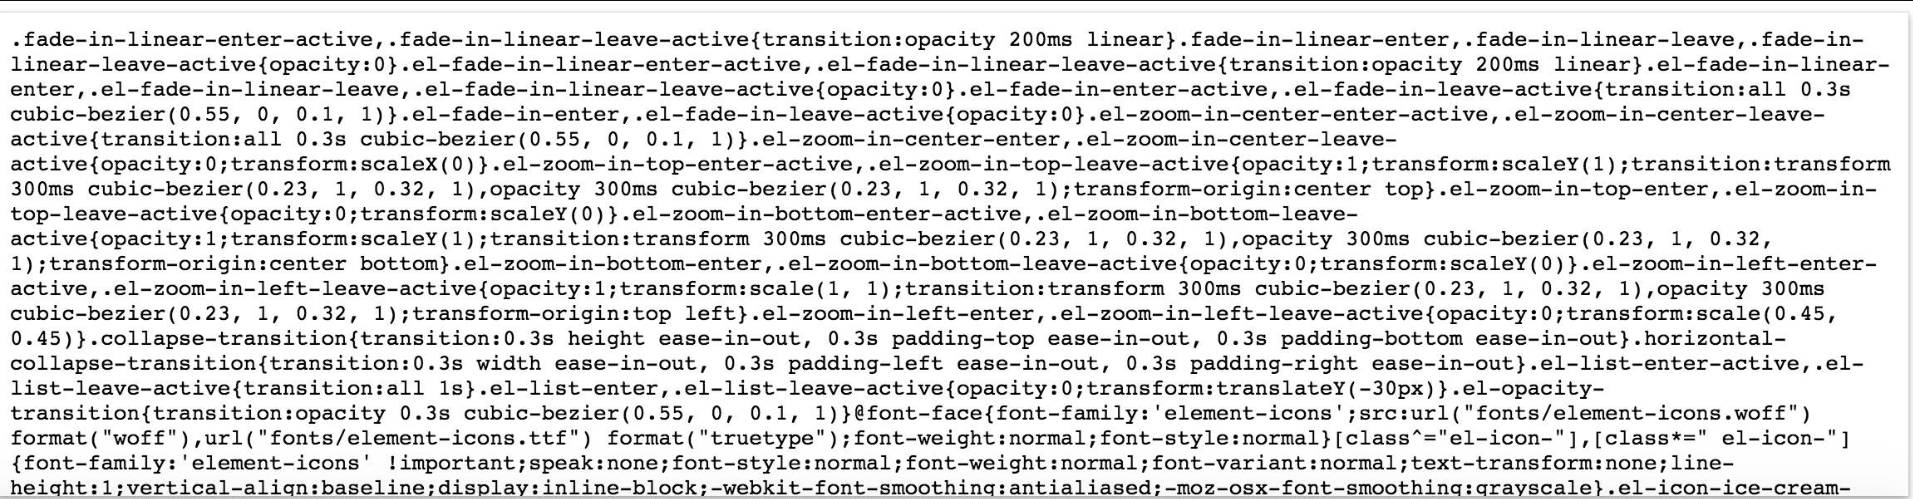 .fade-in-linear-enter-active,.fade-in-linear-leave-active{transition:opacity 200ms linear}.fade-in-linear-enter,.fade-in-linear-leave,.fade-in-
linear-leave-active{opacity:0}.el-fade-in-linear-enter-active,.el-fade-in-linear-leave-active{transition:opacity 200ms linear}.el-fade-in-linear-
enter,.el-fade-in-linear-leave,.el-fade-in-linear-leave-active{opacity:0}.el-fade-in-enter-active,.el-fade-in-leave-active{transition:all 0.3s
cubic-bezier(0.55, 0, 0.1, 1)}.el-fade-in-enter,.el-fade-in-leave-active{opacity:0}.el-zoom-in-center-enter-active,.el-zoom-in-center-leave-
active{transition:all 0.3s cubic-bezier(0.55, 0, 0.1, 1)}.el-zoom-in-center-enter,.el-zoom-in-center-leave-
active{opacity:0;transform:scaleX(0)}.el-zoom-in-top-enter-active,.el-zoom-in-top-leave-active{opacity:1;transform:scaleY(1);transition:transform
300ms cubic-bezier(0.23, 1, 0.32, 1),opacity 300ms cubic-bezier(0.23, 1, 0.32, 1);transform-origin:center top}.el-zoom-in-top-enter,.el-zoom-in-
top-leave-active{opacity:0;transform:scaleY(0)}.el-zoom-in-bottom-enter-active,.el-zoom-in-bottom-leave-
active{opacity:1;transform:scaleY(1);transition:transform 300ms cubic-bezier(0.23, 1, 0.32, 1),opacity 300ms cubic-bezier(0.23, 1, 0.32,
1);transform-origin:center bottom}.el-zoom-in-bottom-enter,.el-zoom-in-bottom-leave-active{opacity:0;transform:scaleY(0)}.el-zoom-in-left-enter-
active,.el-zoom-in-left-leave-active{opacity:1;transform:scale(1, 1);transition:transform 300ms cubic-bezier(0.23, 1, 0.32, 1),opacity 300ms
cubic-bezier(0.23, 1, 0.32, 1);transform-origin:top left}.el-zoom-in-left-enter,.el-zoom-in-left-leave-active{opacity:0;transform:scale(0.45,
0.45)}.collapse-transition{transition:0.3s height ease-in-out, 0.3s padding-top ease-in-out, 0.3s padding-bottom ease-in-out}.horizontal-
collapse-transition{transition:0.3s width ease-in-out, 0.3s padding-left ease-in-out, 0.3s padding-right ease-in-out}.el-list-enter-active,.el-
list-leave-active{transition:all 1s}.el-list-enter,.el-list-leave-active{opacity:0;transform:translateY(-30px)}.el-opacity-
transition{transition:opacity 0.3s cubic-bezier(0.55, 0, 0.1, 1)}@font-face{font-family:'element-icons';src:url("fonts/element-icons.woff")
format("woff"),url("fonts/element-icons.ttf") format("truetype");font-weight:normal;font-style:normal}[class^="el-icon-"],[class*=" el-icon-"]
{font-family:'element-icons' !important;speak:none;font-style:normal;font-weight:normal;font-variant:normal;text-transform:none;line-
height:1;vertical-align:baseline;display:inline-block;-webkit-font-smoothing:antialiased;-moz-osx-font-smoothing:grayscale}.el-icon-ice-cream-